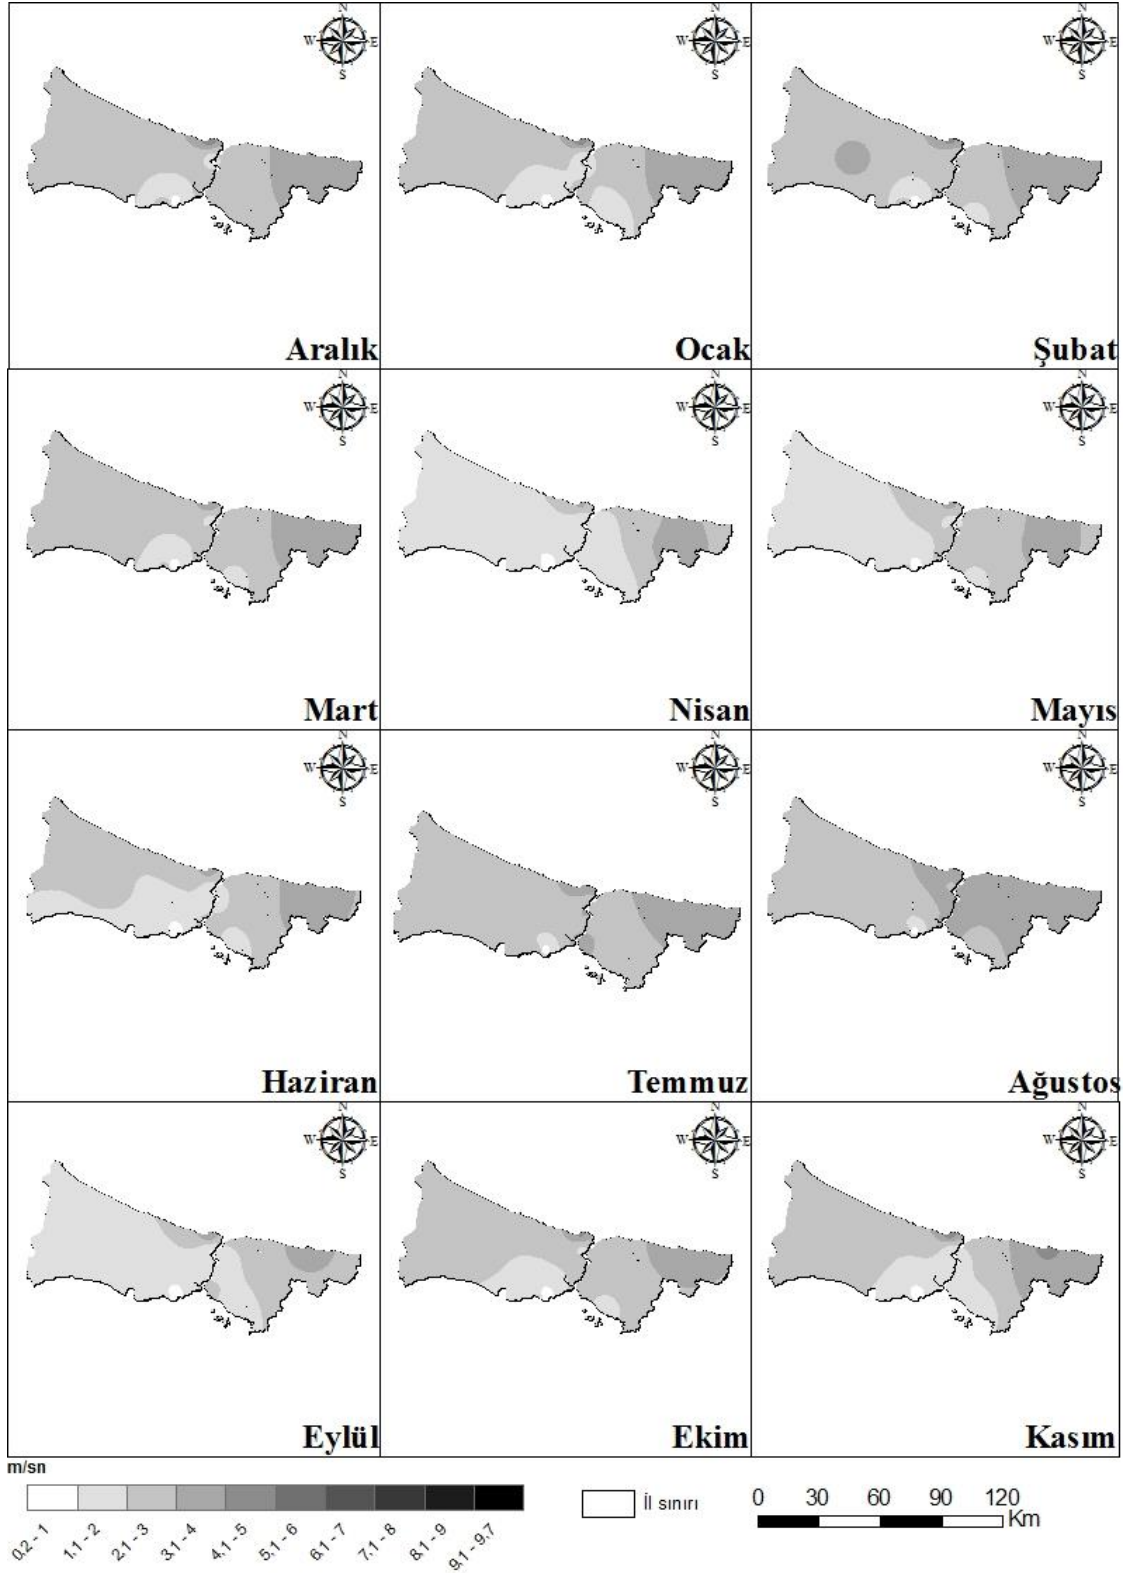 N
W E
S
N
W E
S
N
W E
S
Aralık
Ocak
Şubat
N
W E
S
N
W E
S
N
W E
S
Mart
Nisan
Mayıs
N
W E
S
N
W E
S
N
W E
S
Haziran
Temmuz
Ağustos
N
W E
S
N
W E
S
N
W E
S
Eylül
Ekim
Kasım
m/sn
0,2 - 1
1,1 - 2
2,1 - 3
3,1 - 4
4,1 - 5
5,1 - 6
6,1 - 7
7,1 - 8
8,1 - 9
9,1 - 9,7
İl sınırı
0 30 60 90 120
Km